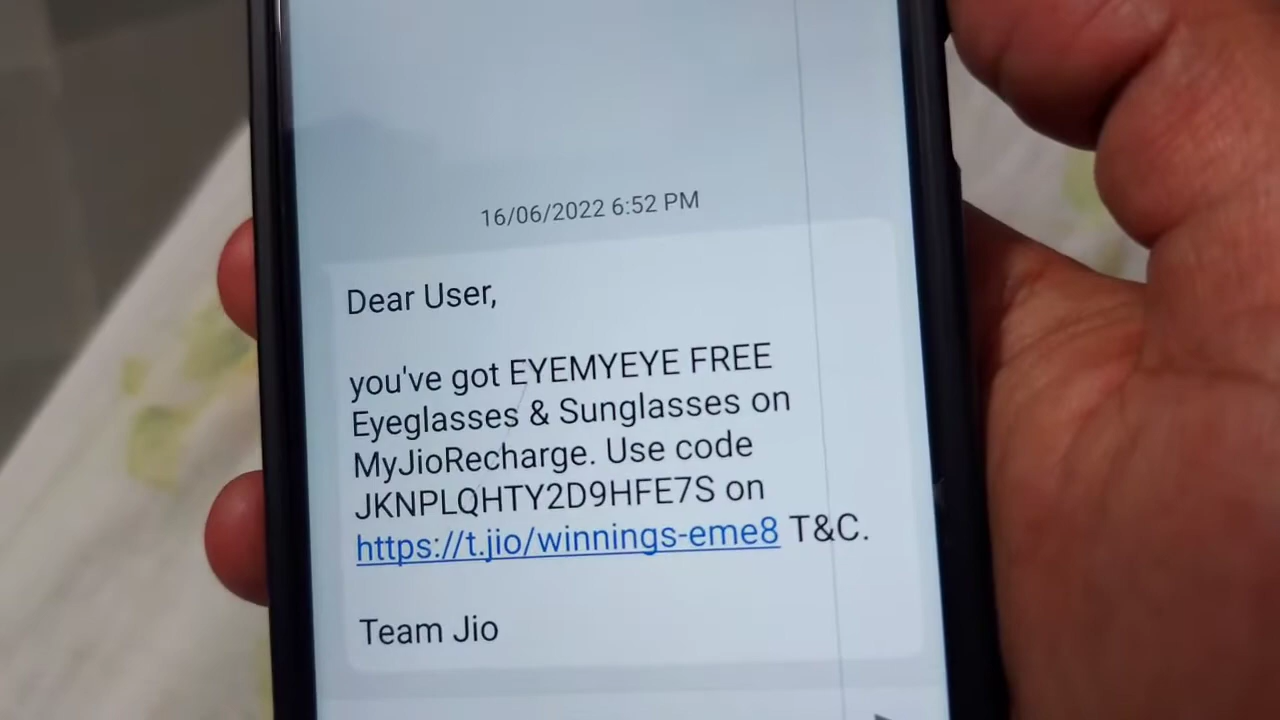 16/06/2022 6:52 PM
Dear User,
you've got EYEMYEYE FREE
Eyeglasses & Sunglasses on
MyJioRecharge. Use code
JKNPLQHTY2D9HFE7S on
https://t.jio/winnings-eme8 T&C.
Team Jio